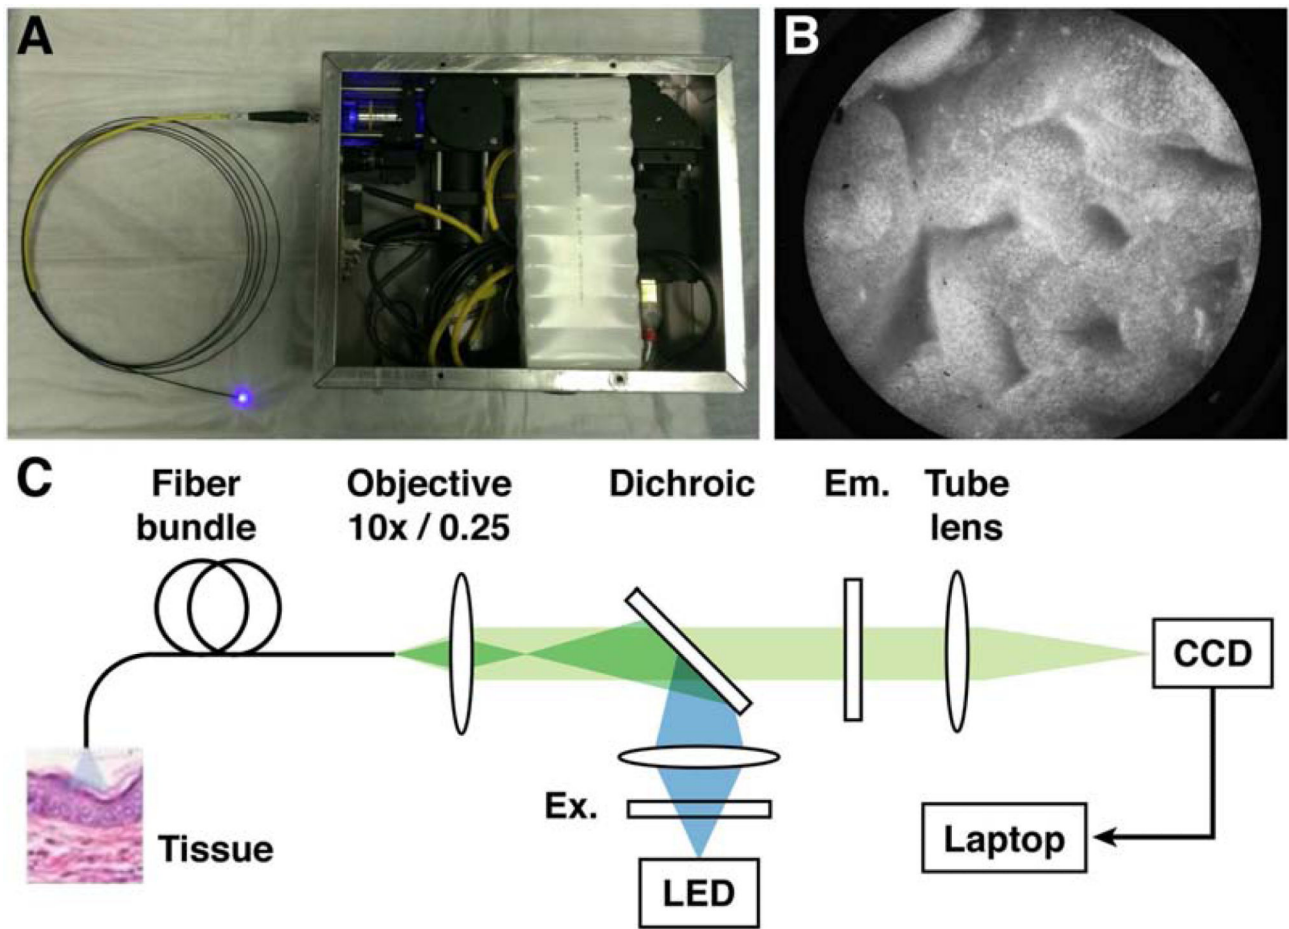 A
B
C
Fiber
bundle
Objective
10x / 0.25
Dichroic
Em.
Tube
lens
CCD
Ex.
Tissue
Laptop
LED